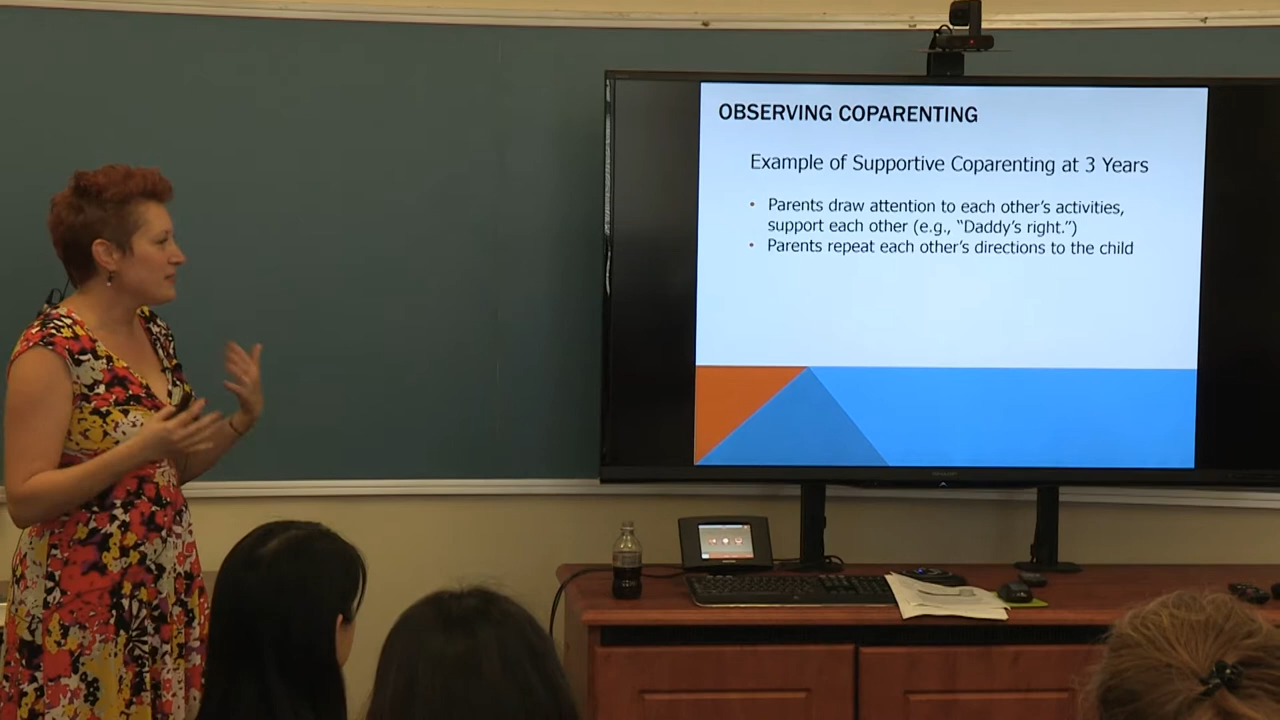 OBSERVING COPARENTING
Example of Supportive Coparenting at 3 Years
• Parents draw attention to each other's activities,
support each other (e.g., “Daddy's right.”)
• Parents repeat each other's directions to the child